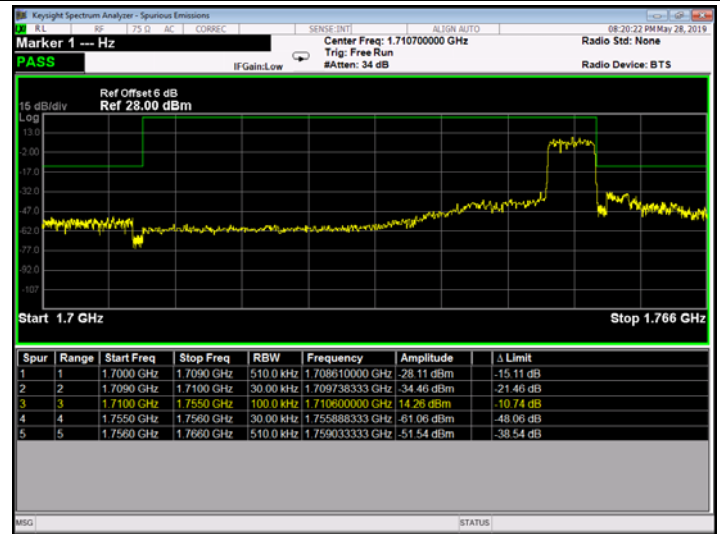 Keysight Spectrum Analyzer - Spurious Emissions
RL RF 75 Ω AC CORREC SENSE:INT ALIGN AUTO 08:20:22 PM May 28, 2019
Marker 1 --- Hz Center Freq: 1.710700000 GHz Radio Std: None
Trig: Free Run
PASS IFGain:Low #Atten: 34 dB Radio Device: BTS
Ref Offset 6 dB
15 dB/div Ref 28.00 dBm
Log
13.0
-2.00
-17.0
-32.0
-47.0
-62.0
-77.0
-92.0
-107
Start 1.7 GHz Stop 1.766 GHz
Spur Range Start Freq Stop Freq RBW Frequency Amplitude Δ Limit
1 1 1.7000 GHz 1.7090 GHz 510.0 kHz 1.708610000 GHz -28.11 dBm -15.11 dB
2 2 1.7090 GHz 1.7100 GHz 30.00 kHz 1.709738333 GHz -34.46 dBm -21.46 dB
3 3 1.7100 GHz 1.7550 GHz 100.0 kHz 1.710600000 GHz 14.26 dBm -10.74 dB
4 4 1.7550 GHz 1.7560 GHz 30.00 kHz 1.755888333 GHz -61.06 dBm -48.06 dB
5 5 1.7560 GHz 1.7660 GHz 510.0 kHz 1.759033333 GHz -51.54 dBm -38.54 dB
MSG STATUS